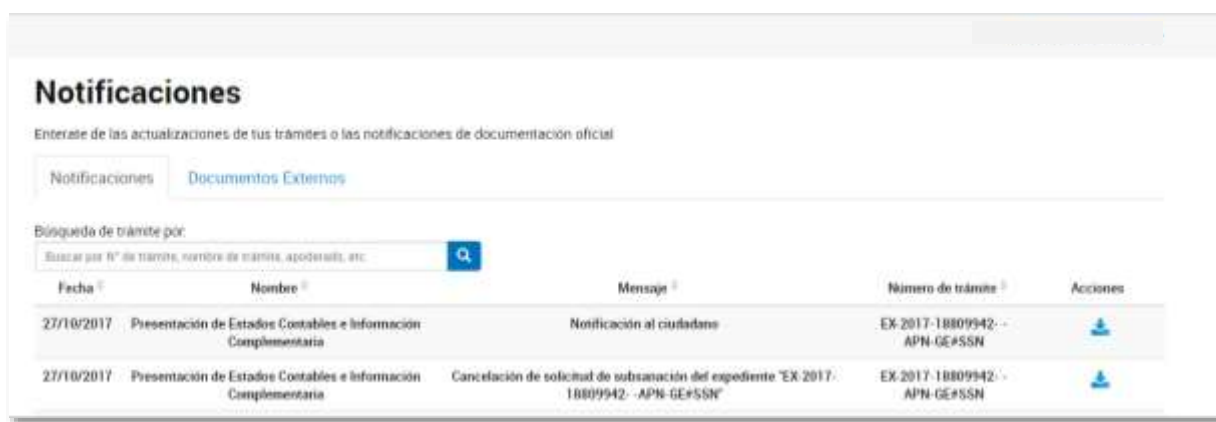 Notificaciones
Enterate de las actualizaciones de tus trámites o las notificaciones de documentación oficial
Notificaciones Documentos Externos
Búsqueda de trámite por:
Buscar por N° de trámite, nombre de trámite, apoderado, etc.
Fecha Nombre Mensaje Número de trámite Acciones
27/10/2017 Presentación de Estados Contables e Información Notificación al ciudadano EX-2017-18809942- -
Complementaria APN-GE#SSN
27/10/2017 Presentación de Estados Contables e Información Cancelación de solicitud de subsanación del expediente "EX-2017- EX-2017-18809942- -
Complementaria 18809942- -APN-GE#SSN" APN-GE#SSN